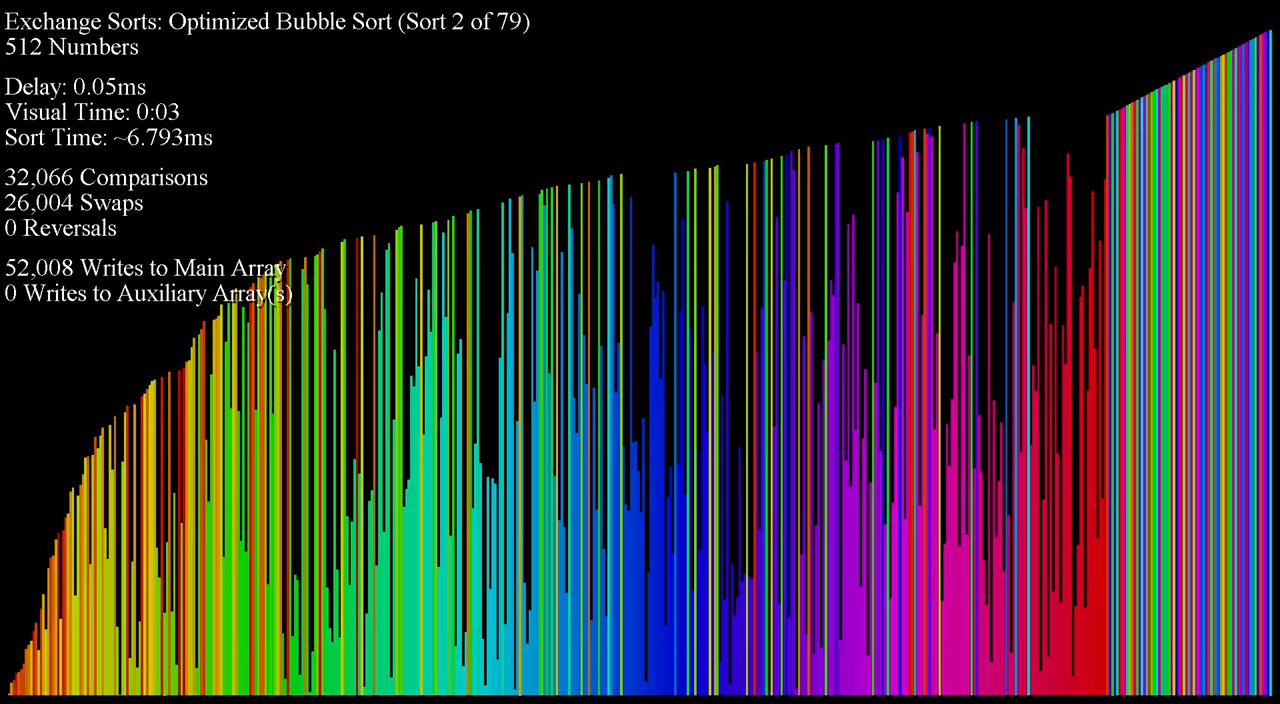 Exchange Sorts: Optimized Bubble Sort (Sort 2 of 79)
512 Numbers
Delay: 0.05ms
Visual Time: 0:03
Sort Time: ~6.793ms
32,066 Comparisons
26,004 Swaps
0 Reversals
52,008 Writes to Main Array
0 Writes to Auxiliary Array(s)